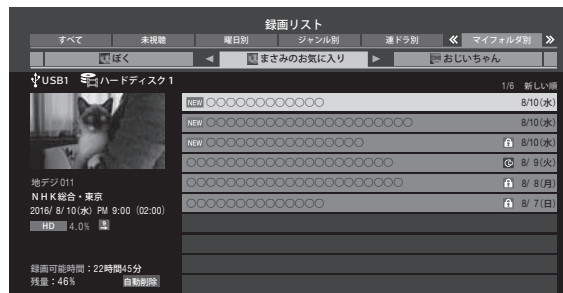 録画リスト
すべて 未視聴 曜日別 ジャンル別 連ドラ別 マイフォルダ別
ぼく まさみのお気に入り おじいちゃん
USB1 ハードディスク1
1/6 新しい順
NEW ○○○○○○○○○○○○ 8/10(水)
NEW ○○○○○○○○○○○○○○○○○○○○○ 8/10(水)
NEW ○○○○○○○○○○○○○○○○ 8/10(水)
○○○○○○○○○○○○○○○○○○○○○ 8/ 9(火)
○○○○○○○○○○○○○○○○○○○○○○ 8/ 8(月)
○○○○○○○○○○○○○○ 8/ 7(日)
地デジ011
NHK総合・東京
2016/ 8/10(水) PM 9:00 (02:00)
HD 4.0%
録画可能時間：22時間45分
残量：46% 自動削除